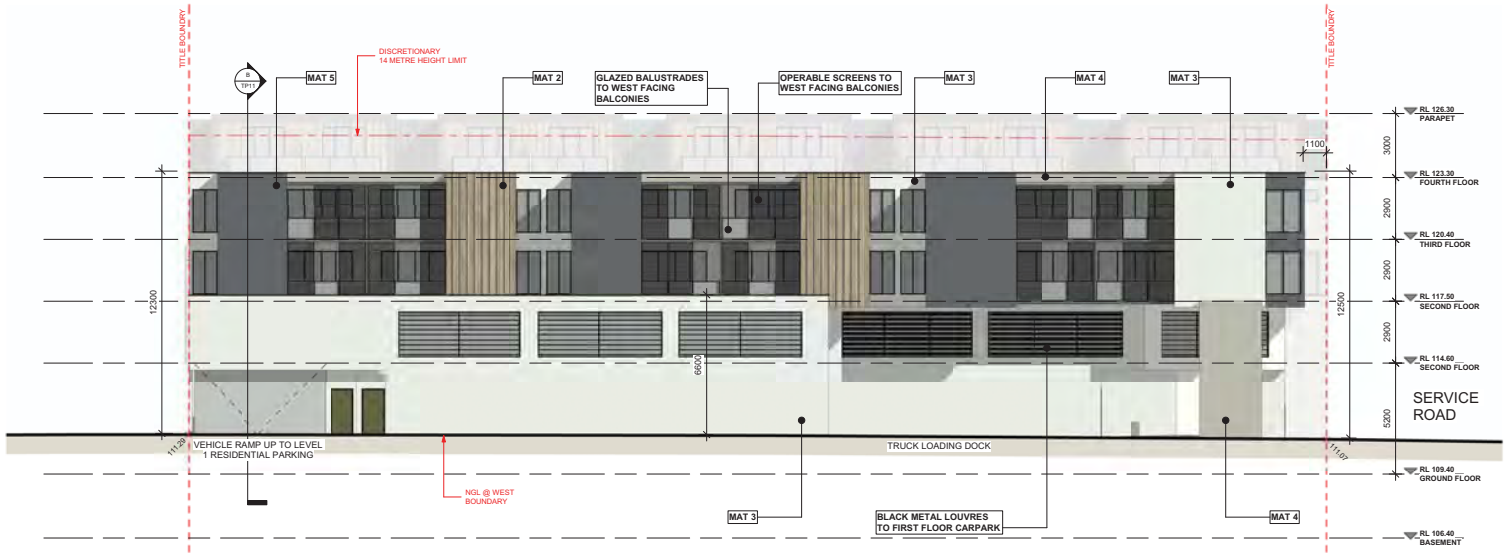 TITLE BOUNDRY
TITLE BOUNDRY
DISCRETIONARY
14 METRE HEIGHT LIMIT
B
TP11
MAT 5
MAT 2
GLAZED BALUSTRADES
TO WEST FACING
BALCONIES
OPERABLE SCREENS TO
WEST FACING BALCONIES
MAT 3
MAT 4
MAT 3
RL 126.30
PARAPET
1100
3000
RL 123.30
FOURTH FLOOR
2900
RL 120.40
THIRD FLOOR
2900
12300
12500
RL 117.50
SECOND FLOOR
2900
6600
RL 114.60
SECOND FLOOR
SERVICE
ROAD
5200
111.29
VEHICLE RAMP UP TO LEVEL
1 RESIDENTIAL PARKING
TRUCK LOADING DOCK
111.07
RL 109.40
GROUND FLOOR
NGL @ WEST
BOUNDARY
MAT 3
BLACK METAL LOUVRES
TO FIRST FLOOR CARPARK
MAT 4
RL 106.40
BASEMENT